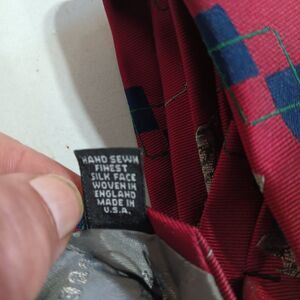 HAND SEWN
FINEST
SILK FACE
WOVEN IN
ENGLAND
MADE IN
U.S.A.